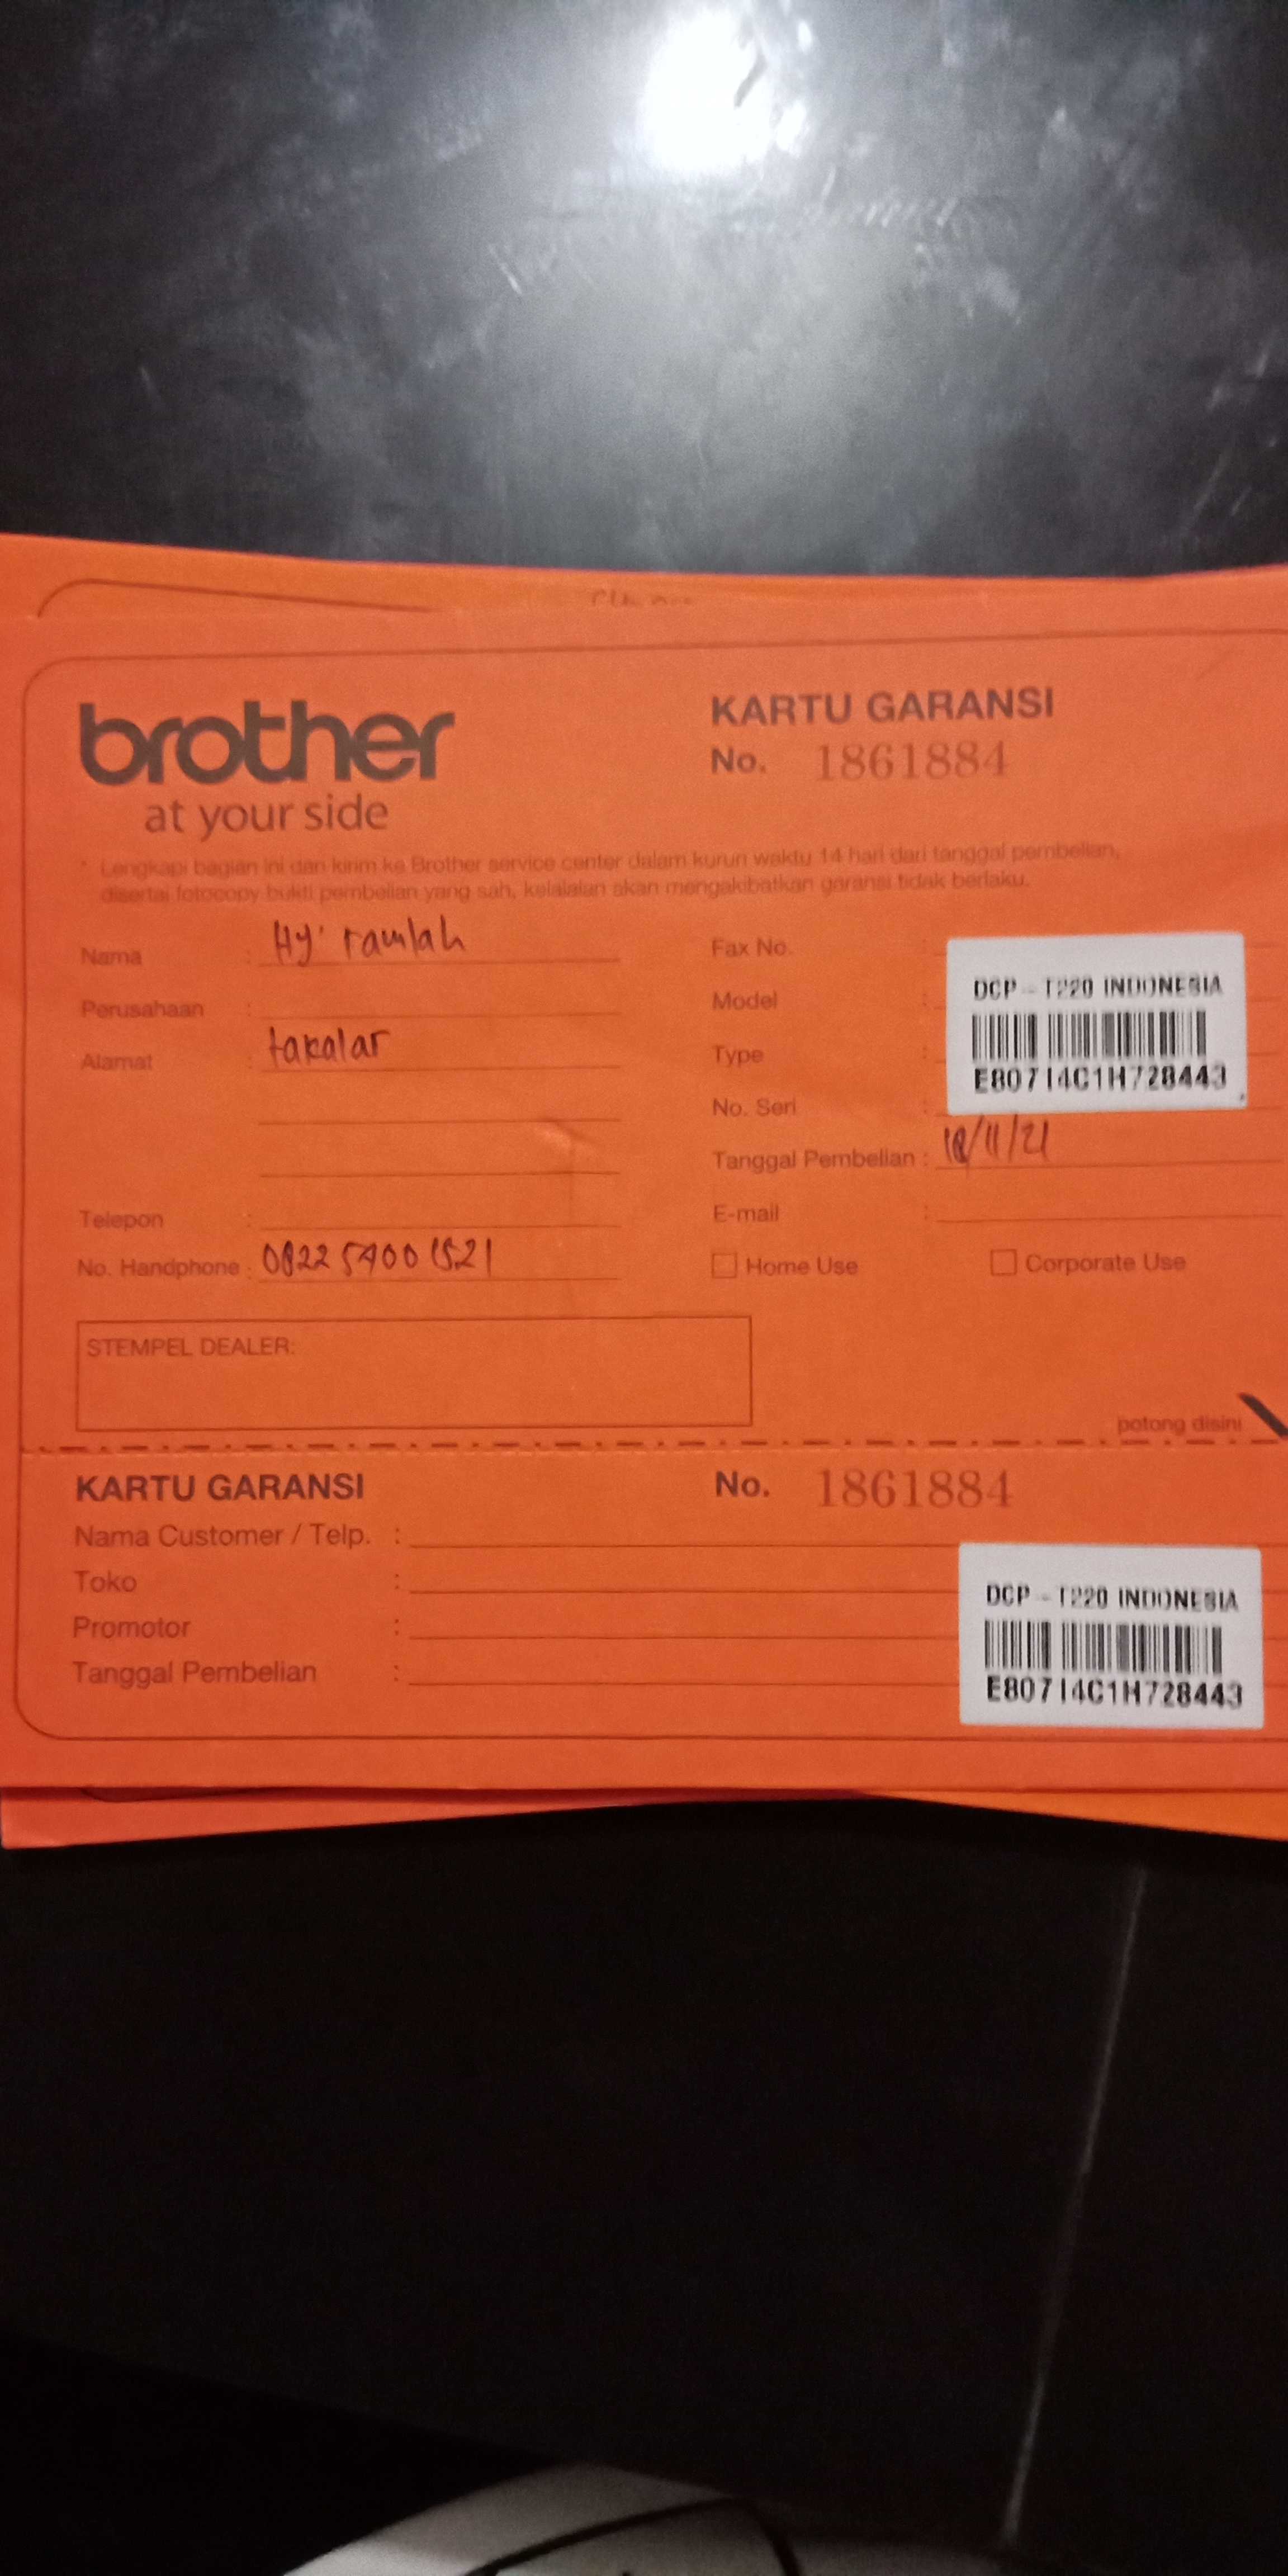 brother
at your side
KARTU GARANSI
No. 1861884
* Lengkapi bagian ini dan kirim ke Brother service center dalam kurun waktu 14 hari dari tanggal pembelian,
disertai fotocopy bukti pembelian yang sah, kelalaian akan mengakibatkan garansi tidak berlaku.
Nama : Hj' ramlah
Perusahaan :
Alamat : takalar
Telepon :
No. Handphone :
Fax No. :
Model :
Type :
No. Seri :
DCP - T220 INDONESIA
E80714C1H728443
Tanggal Pembelian : 18/11/21
E-mail :
Home Use
Corporate Use
STEMPEL DEALER:
potong disini
KARTU GARANSI
No. 1861884
Nama Customer / Telp. :
Toko :
Promotor :
Tanggal Pembelian :
DCP - T220 INDONESIA
E80714C1H728443